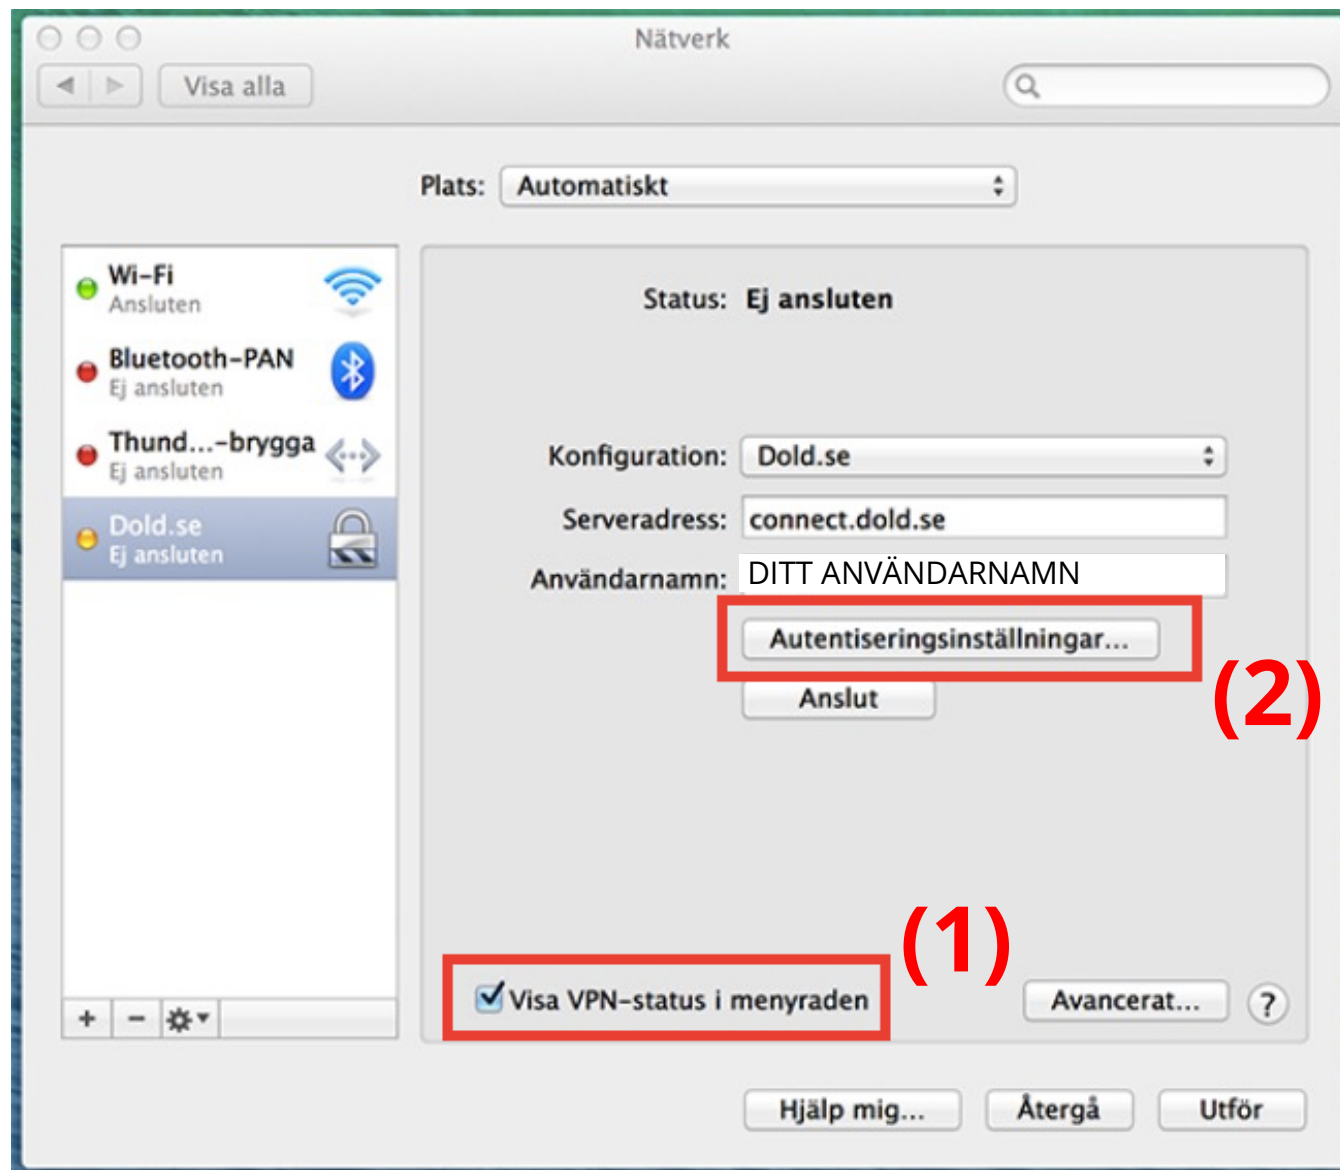 Nätverk
Visa alla
Plats: Automatiskt
Wi-Fi
Ansluten
Bluetooth-PAN
Ej ansluten
Thund...-brygga
Ej ansluten
Dold.se
Ej ansluten
Status: Ej ansluten
Konfiguration: Dold.se
Serveradress: connect.dold.se
Användarnamn: DITT ANVÄNDARNAMN
Autentiseringsinställningar...
(2)
Anslut
(1)
Visa VPN-status i menyraden
Avancerat... ?
Hjälp mig... Återgå Utför